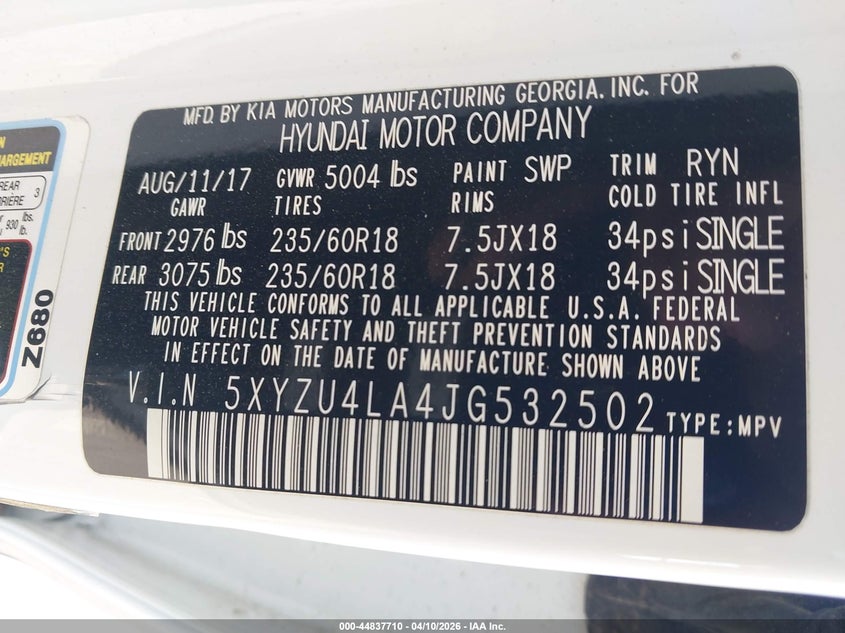 MFD. BY KIA MOTORS MANUFACTURING GEORGIA. INC. FOR
HYUNDAI MOTOR COMPANY
AUG/11/17 GVWR 5004 lbs PAINT SWP TRIM RYN
GAWR TIRES RIMS COLD TIRE INFL
FRONT 2976 lbs 235/60R18 7.5JX18 34psi SINGLE
REAR 3075 lbs 235/60R18 7.5JX18 34psi SINGLE
THIS VEHICLE CONFORMS TO ALL APPLICABLE U.S.A. FEDERAL
MOTOR VEHICLE SAFETY AND THEFT PREVENTION STANDARDS
IN EFFECT ON THE DATE OF MANUFACTURE SHOWN ABOVE
V.I.N 5XYZU4LA4JG532502 TYPE:MPV
REAR 3
930 lbs.
Z680
000-44837710 - 04/10/2026 - IAA Inc.